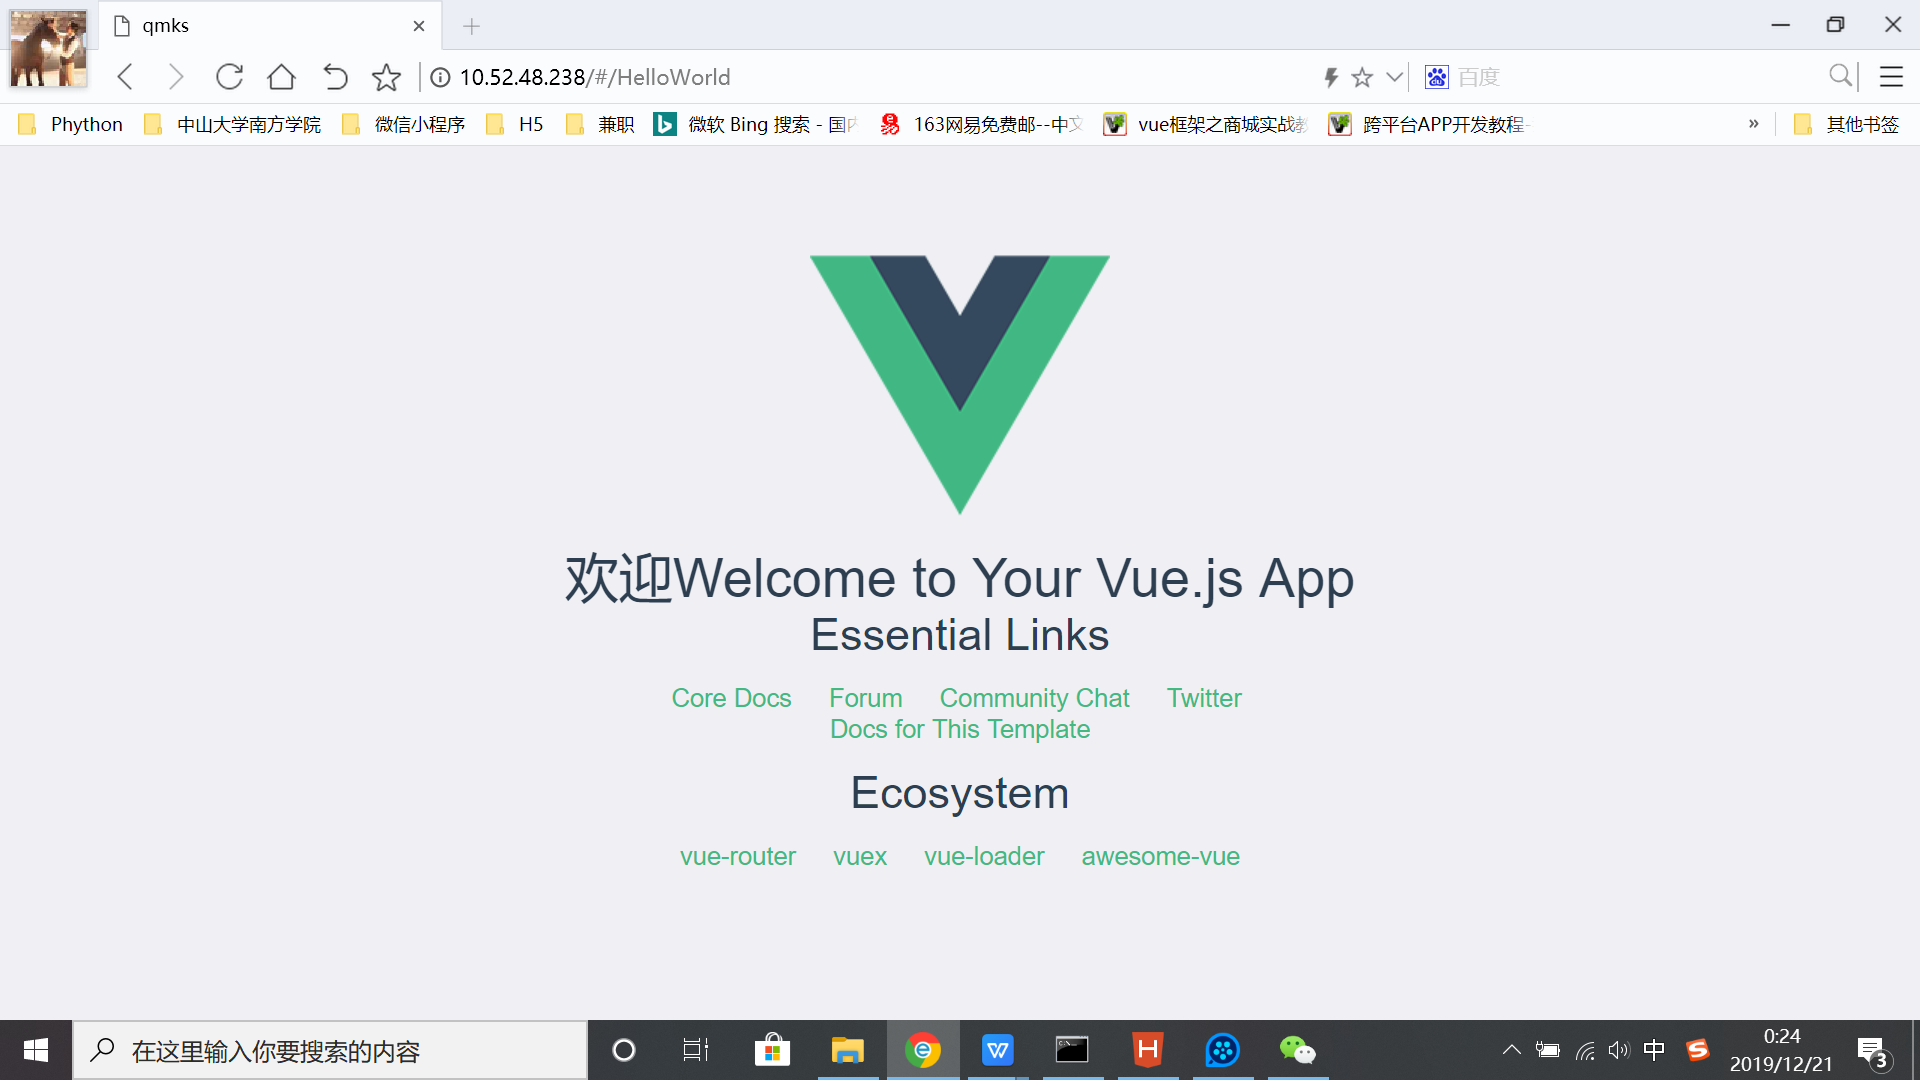 qmks
10.52.48.238/#/HelloWorld
百度
Phython 中山大学南方学院 微信小程序 H5 兼职 微软 Bing 搜索 - 国 163网易免费邮--中文 vue框架之商城实战 跨平台APP开发教程- » 其他书签
欢迎Welcome to Your Vue.js App
Essential Links
Core Docs Forum Community Chat Twitter
Docs for This Template
Ecosystem
vue-router vuex vue-loader awesome-vue
在这里输入你要搜索的内容
中
0:24
2019/12/21
3